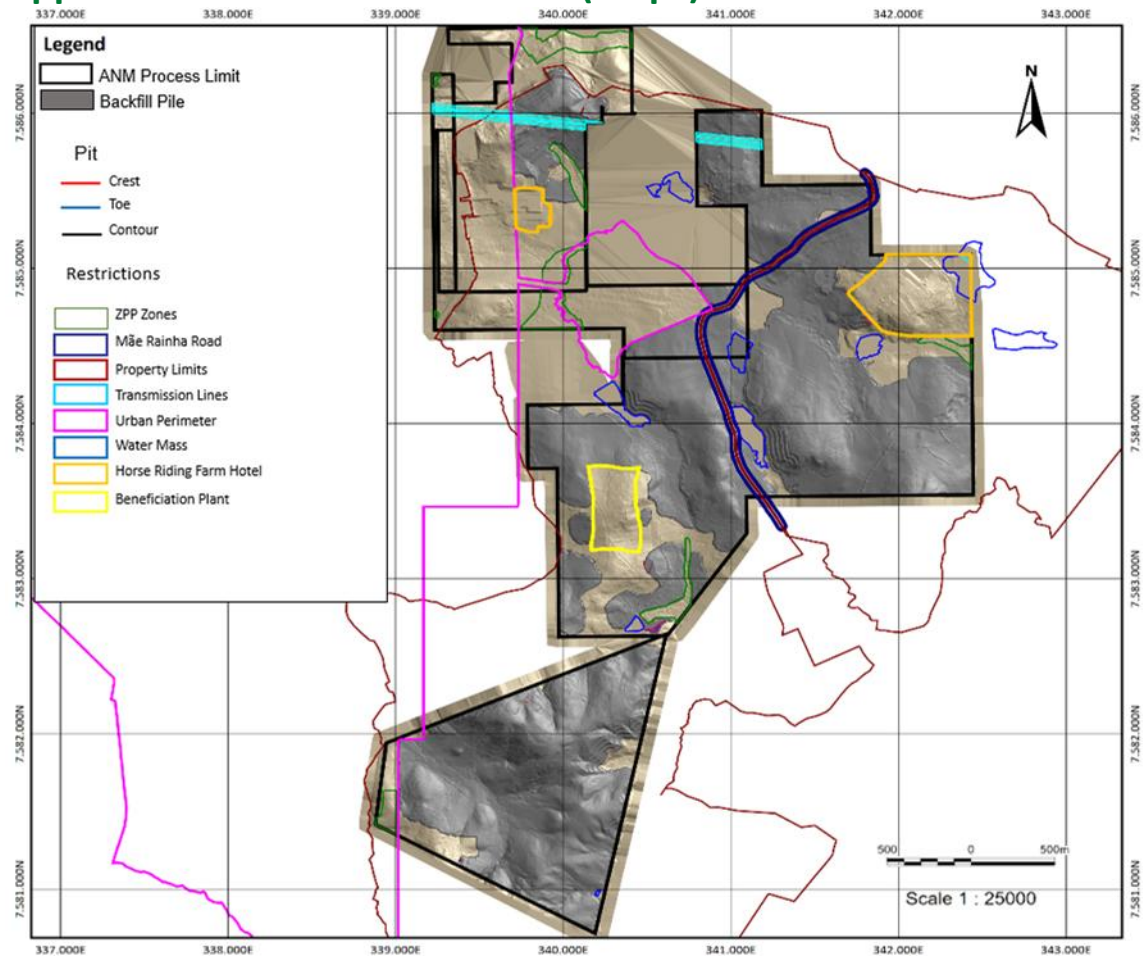 337.000E 338.000E 339.000E 340.000E 341.000E 342.000E 343.000E
Legend
ANM Process Limit
Backfill Pile
Pit
Crest
Toe
Contour
Restrictions
ZPP Zones
Mãe Rainha Road
Property Limits
Transmission Lines
Urban Perimeter
Water Mass
Horse Riding Farm Hotel
Beneficiation Plant
N
7.586.000N
7.585.000N
7.584.000N
7.583.000N
7.582.000N
7.581.000N
7.586.000N
7.585.000N
7.584.000N
7.583.000N
7.582.000N
7.581.000N
500 0 500m
Scale 1 : 25000
337.000E 338.000E 339.000E 340.000E 341.000E 342.000E 343.000E